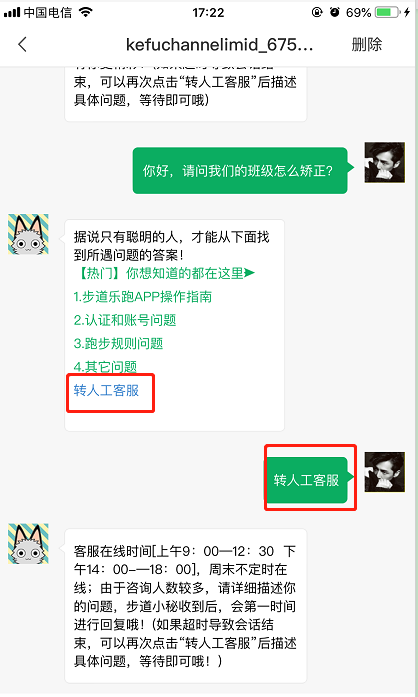 中国电信 17:22 69%
kefuchannelimid_675... 删除
束，可以再次点击“转人工客服”后描述
具体问题，等待即可哦)
你好，请问我们的班级怎么矫正?
据说只有聪明的人，才能从下面找
到所遇问题的答案!
【热门】你想知道的都在这里➤
1.步道乐跑APP操作指南
2.认证和账号问题
3.跑步规则问题
4.其它问题
转人工客服
转人工客服
客服在线时间[上午9：00—12：30 下
午14：00-—18：00]，周末不定时在
线；由于咨询人数较多，请详细描述你
的问题，步道小秘收到后，会第一时间
进行回复哦！(如果超时导致会话结
束，可以再次点击“转人工客服”后描述
具体问题，等待即可哦！)